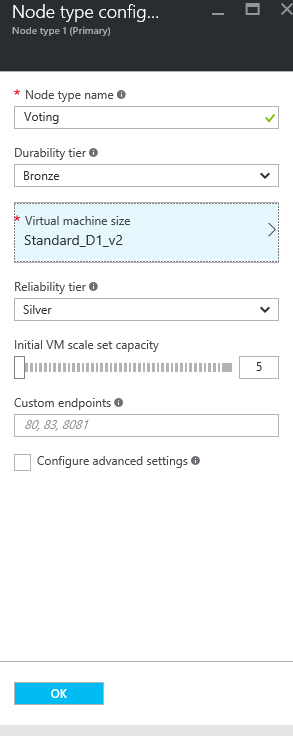 Node type config...
Node type 1 (Primary)
* Node type name
Voting
Durability tier
Bronze
* Virtual machine size
Standard_D1_v2
Reliability tier
Silver
Initial VM scale set capacity
5
Custom endpoints
80, 83, 8081
Configure advanced settings
OK